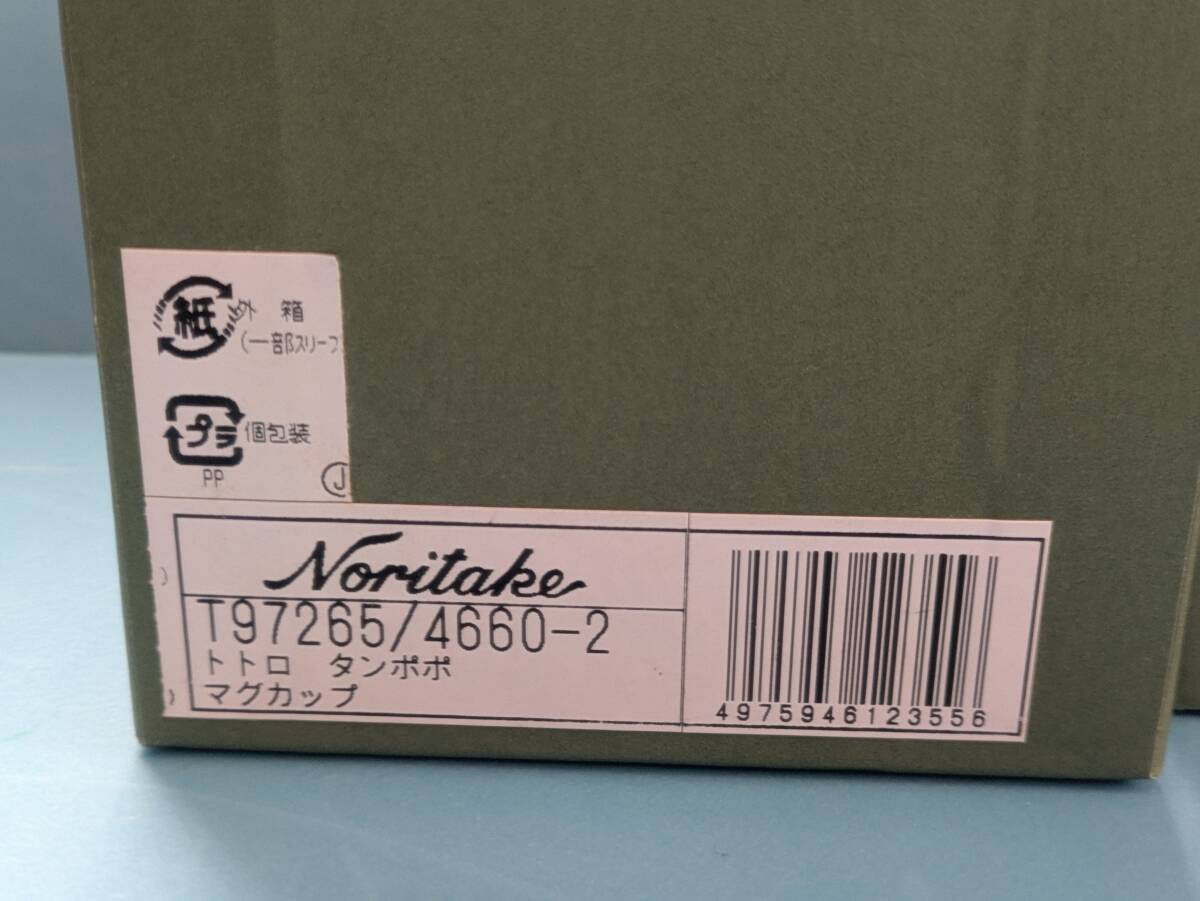 紙 外 箱
(一部スリーブ
プラ 個包装
PP
J
Noritake
T97265/4660-2
トトロ タンポポ
マグカップ
4975946123556